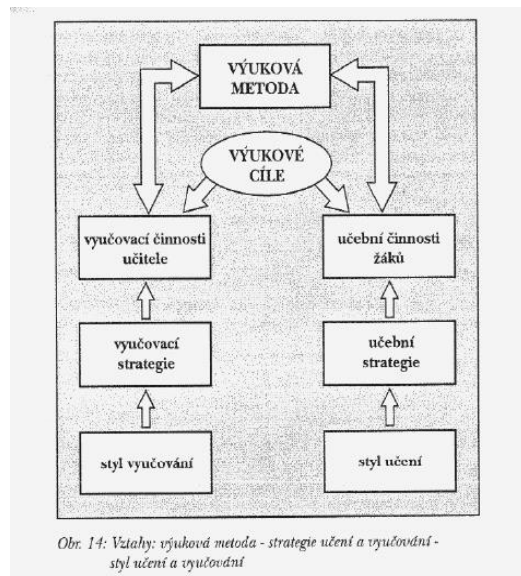 VÝUKOVÁ
METODA
VÝUKOVÉ
CÍLE
vyučovací činnosti
učitele
učební činnosti
žáků
vyučovací
strategie
učební
strategie
styl vyučování
styl učení
Obr. 14: Vztahy: výuková metoda - strategie učení a vyučování -
styl učení a vyučování